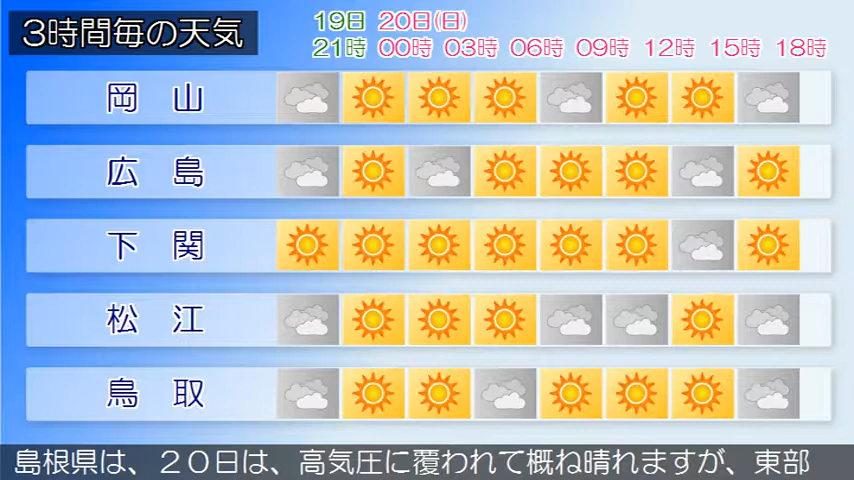 3時間毎の天気
19日 20日(日)
21時 00時 03時 06時 09時 12時 15時 18時
岡 山
広 島
下 関
松 江
鳥 取
島根県は、２０日は、高気圧に覆われて概ね晴れますが、東部